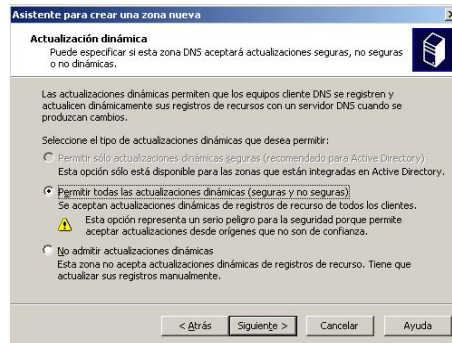 Asistente para crear una zona nueva
Actualización dinámica
Puede especificar si esta zona DNS aceptará actualizaciones seguras, no seguras
o no dinámicas.
Las actualizaciones dinámicas permiten que los equipos cliente DNS se registren y
actualicen dinámicamente sus registros de recursos con un servidor DNS cuando se
produzcan cambios.
Seleccione el tipo de actualizaciones dinámicas que desea permitir:
Permitir sólo actualizaciones dinámicas seguras (recomendado para Active Directory)
Esta opción sólo está disponible para las zonas que están integradas en Active Directory.
Permitir todas las actualizaciones dinámicas (seguras y no seguras)
Se aceptan actualizaciones dinámicas de registros de recurso de todos los clientes.
Esta opción representa un serio peligro para la seguridad porque permite
aceptar actualizaciones desde orígenes que no son de confianza.
No admitir actualizaciones dinámicas
Esta zona no acepta actualizaciones dinámicas de registros de recurso. Tiene que
actualizar sus registros manualmente.
< Atrás Siguiente > Cancelar Ayuda